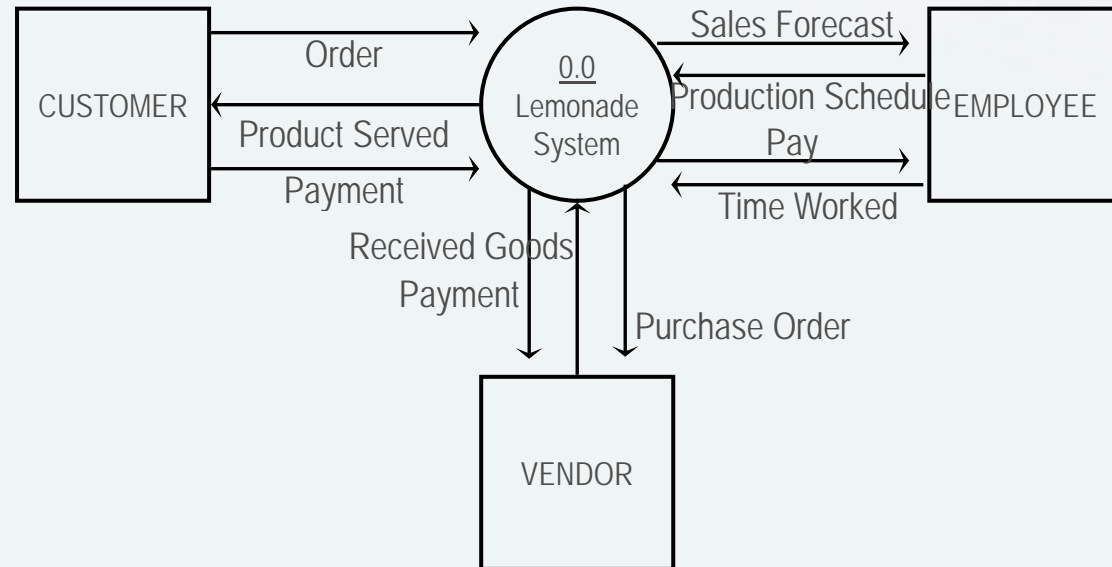 Sales Forecast
Order
0.0
CUSTOMER
Lemonade
Production Schedule
EMPLOYEE
Product Served
System
Pay
Payment
Time Worked
Received Goods
Payment
Purchase Order
VENDOR